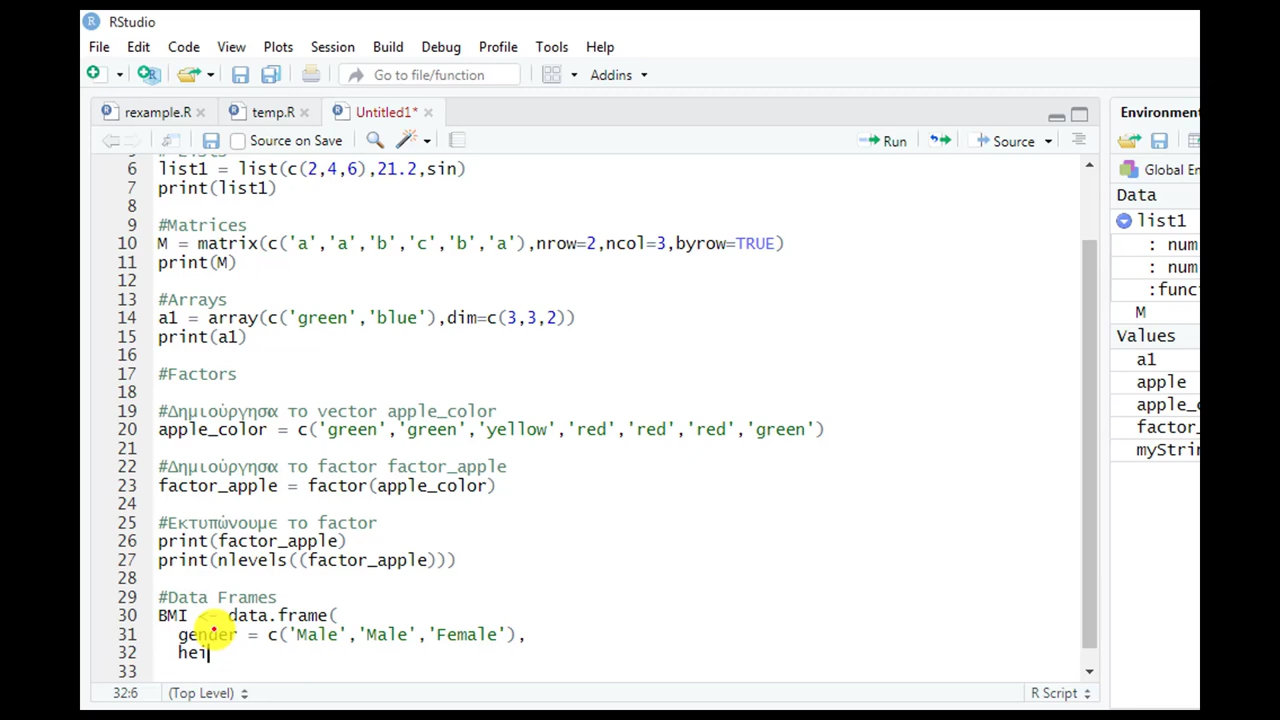 RStudio
File Edit Code View Plots Session Build Debug Profile Tools Help
Go to file/function Addins
rexample.R temp.R Untitled1*
Environment
Source on Save Run Source
Global En
Data
6 list1 = list(c(2,4,6),21.2,sin)
7 print(list1)
8
9 #Matrices
10 M = matrix(c('a','a','b','c','b','a'),nrow=2,ncol=3,byrow=TRUE)
11 print(M)
12
13 #Arrays
14 a1 = array(c('green','blue'),dim=c(3,3,2))
15 print(a1)
16
17 #Factors
18
19 #Δημιούργησα το vector apple_color
20 apple_color = c('green','green','yellow','red','red','red','green')
21
22 #Δημιούργησα το factor factor_apple
23 factor_apple = factor(apple_color)
24
25 #Εκτυπώνουμε το factor
26 print(factor_apple)
27 print(nlevels((factor_apple)))
28
29 #Data Frames
30 BMI <- data.frame(
31 gender = c('Male','Male','Female'),
32 hei
33
32:6 (Top Level) R Script
list1
: num
: num
:func
M
Values
a1
apple
apple_c
factor_
myStrin